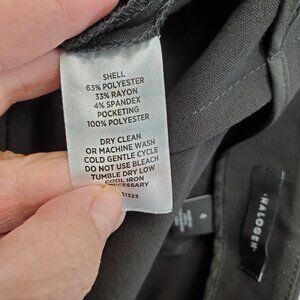 SHELL
63% POLYESTER
33% RAYON
4% SPANDEX
POCKETING
100% POLYESTER
DRY CLEAN
OR MACHINE WASH
COLD GENTLE CYCLE
DO NOT USE BLEACH
TUMBLE DRY LOW
COOL IRON
NECESSARY
31323
4
HALOGEN